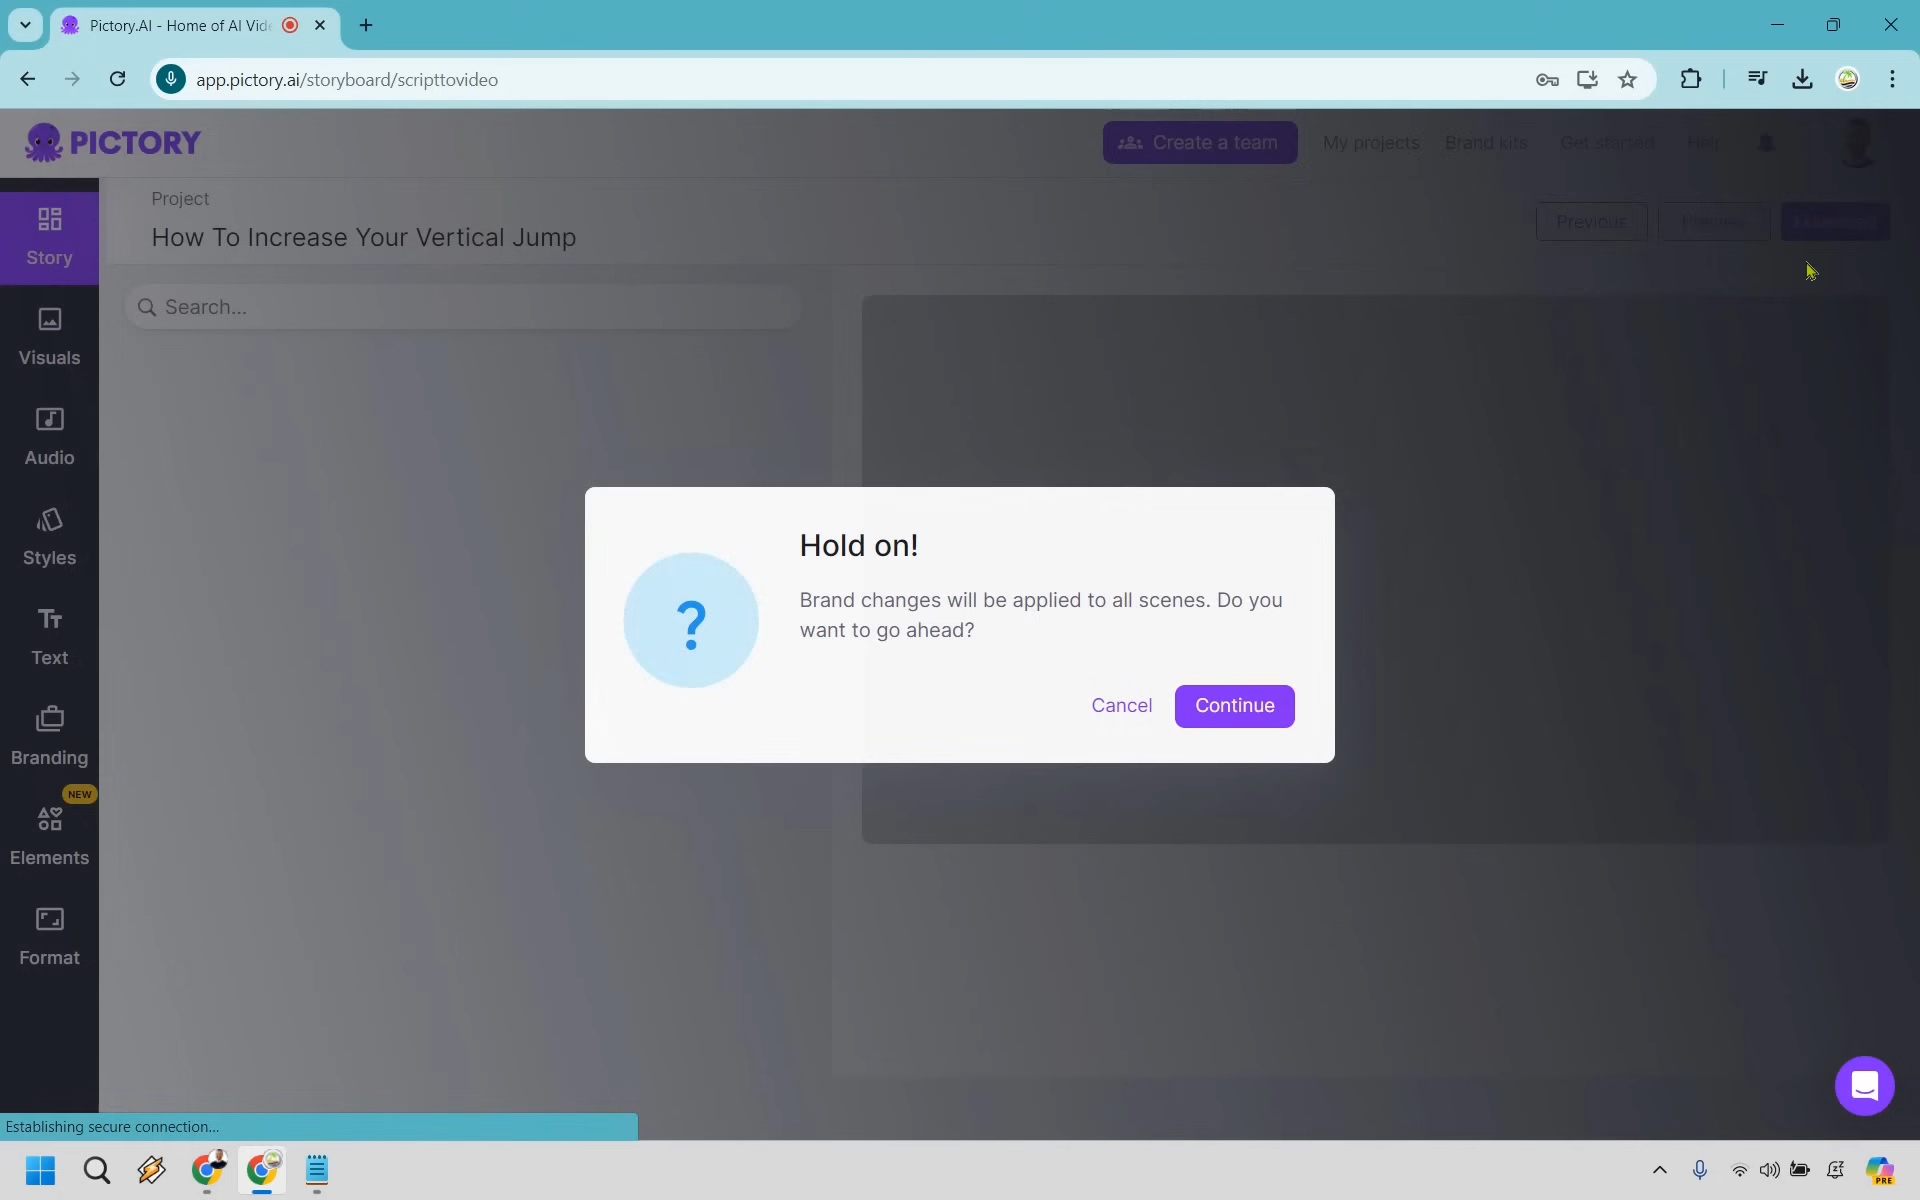 Pictory.AI - Home of AI Vide
app.pictory.ai/storyboard/scripttovideo
PICTORY
Create a team
My projects
Brand kits
Get started
Help
Project
How To Increase Your Vertical Jump
Previous
Story
Search...
Visuals
Audio
Styles
Text
Branding
NEW
Elements
Format
Hold on!
Brand changes will be applied to all scenes. Do you
want to go ahead?
Cancel
Continue
Establishing secure connection...
PRE